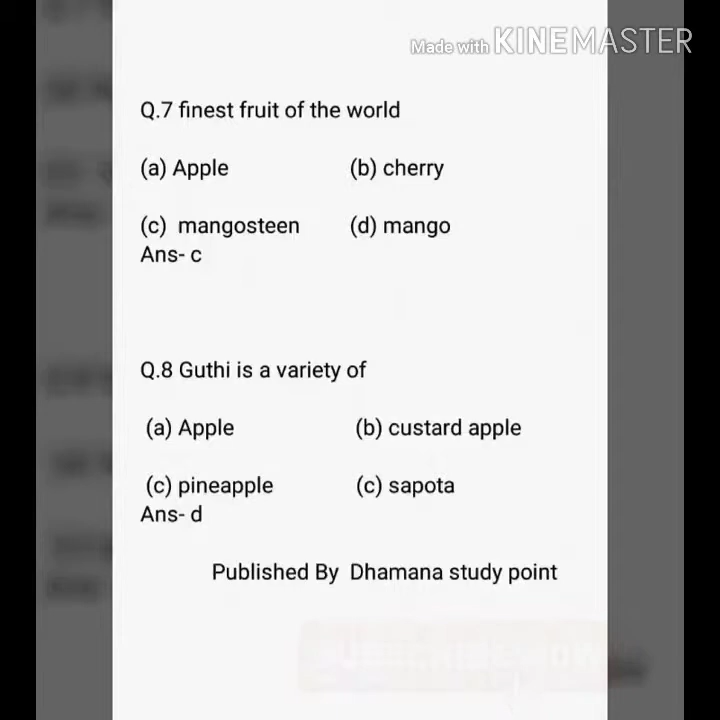 Made with KINEMASTER
Q.7 finest fruit of the world
(a) Apple (b) cherry
(c) mangosteen (d) mango
Ans- c
Q.8 Guthi is a variety of
(a) Apple (b) custard apple
(c) pineapple (c) sapota
Ans- d
Published By Dhamana study point